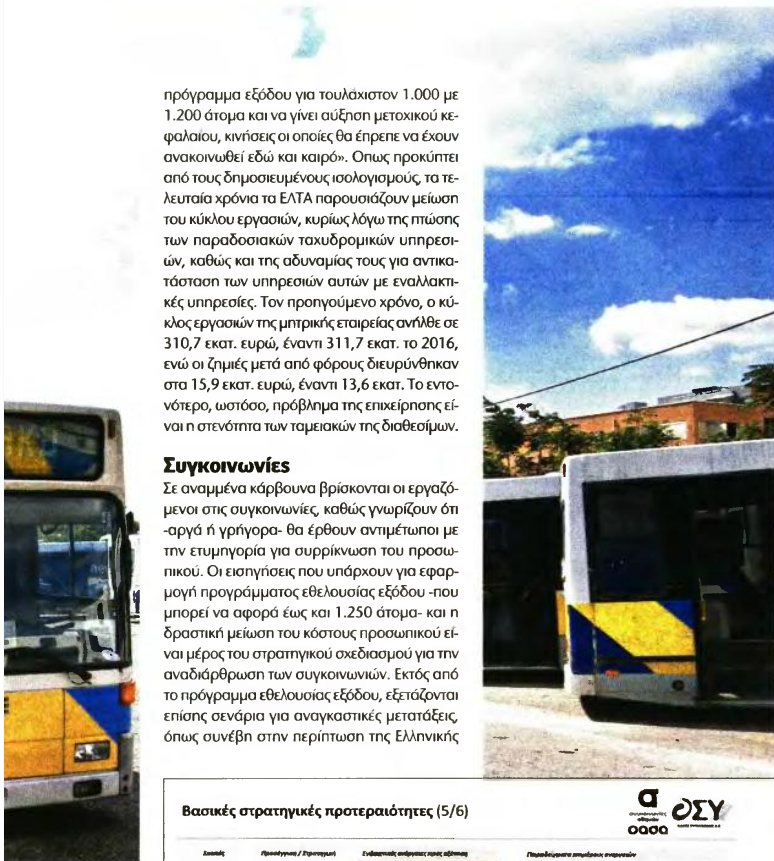 πρόγραμμα εξόδου για τουλάχιστον 1.000 με
1.200 άτομα και να γίνει αύξηση μετοχικού κε-
φαλαίου, κινήσεις οι οποίες θα έπρεπε να έχουν
ανακοινωθεί εδώ και καιρό». Οπως προκύπτει
από τους δημοσιευμένους ισολογισμούς, τα τε-
λευταία χρόνια τα ΕΛΤΑ παρουσιάζουν μείωση
του κύκλου εργασιών, κυρίως λόγω της πτώσης
των παραδοσιακών ταχυδρομικών υπηρεσι-
ών, καθώς και της αδυναμίας τους για αντικα-
τάσταση των υπηρεσιών αυτών με εναλλακτι-
κές υπηρεσίες. Τον προηγούμενο χρόνο, ο κύ-
κλος εργασιών της μητρικής εταιρείας ανήλθε σε
310,7 εκατ. ευρώ, έναντι 311,7 εκατ. το 2016,
ενώ οι ζημιές μετά από φόρους διευρύνθηκαν
στα 15,9 εκατ. ευρώ, έναντι 13,6 εκατ. Το εντο-
νότερο, ωστόσο, πρόβλημα της επιχείρησης εί-
ναι η στενότητα των ταμειακών της διαθεσίμων.
Συγκοινωνίες
Σε αναμμένα κάρβουνα βρίσκονται οι εργαζό-
μενοι στις συγκοινωνίες, καθώς γνωρίζουν ότι
-αργά ή γρήγορα- θα έρθουν αντιμέτωποι με
την ετυμηγορία για συρρίκνωση του προσω-
πικού. Οι εισηγήσεις που υπάρχουν για εφαρ-
μογή προγράμματος εθελουσίας εξόδου -που
μπορεί να αφορά έως και 1.250 άτομα- και η
δραστική μείωση του κόστους προσωπικού εί-
ναι μέρος του στρατηγικού σχεδιασμού για την
αναδιάρθρωση των συγκοινωνιών. Εκτός από
το πρόγραμμα εθελουσίας εξόδου, εξετάζονται
επίσης σενάρια για αναγκαστικές μετατάξεις,
όπως συνέβη στην περίπτωση της Ελληνικής
Βασικές στρατηγικές προτεραιότητες (5/6)
συγκοινωνίες
αθηνών
οασα
ΟΣΥ